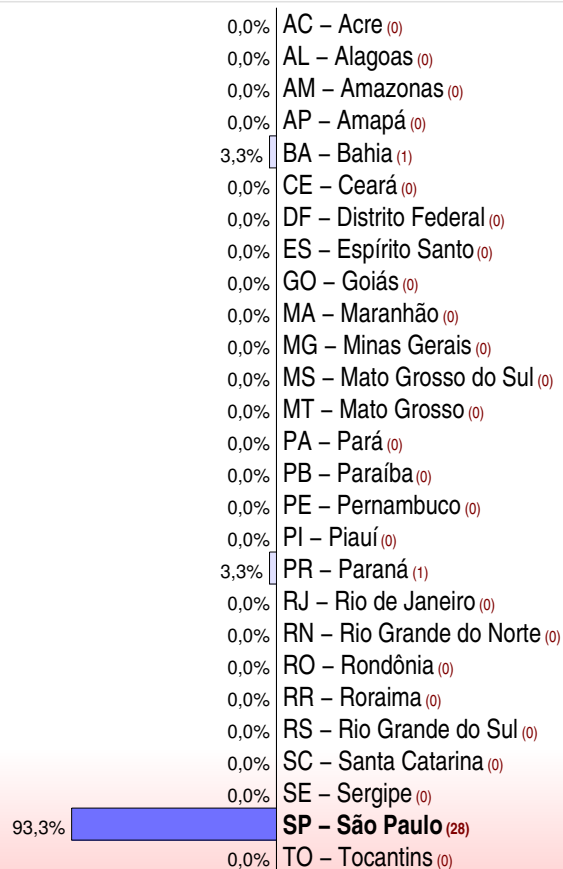 0,0% AC – Acre (0)
0,0% AL – Alagoas (0)
0,0% AM – Amazonas (0)
0,0% AP – Amapá (0)
3,3% BA – Bahia (1)
0,0% CE – Ceará (0)
0,0% DF – Distrito Federal (0)
0,0% ES – Espírito Santo (0)
0,0% GO – Goiás (0)
0,0% MA – Maranhão (0)
0,0% MG – Minas Gerais (0)
0,0% MS – Mato Grosso do Sul (0)
0,0% MT – Mato Grosso (0)
0,0% PA – Pará (0)
0,0% PB – Paraíba (0)
0,0% PE – Pernambuco (0)
0,0% PI – Piauí (0)
3,3% PR – Paraná (1)
0,0% RJ – Rio de Janeiro (0)
0,0% RN – Rio Grande do Norte (0)
0,0% RO – Rondônia (0)
0,0% RR – Roraima (0)
0,0% RS – Rio Grande do Sul (0)
0,0% SC – Santa Catarina (0)
0,0% SE – Sergipe (0)
93,3% SP – São Paulo (28)
0,0% TO – Tocantins (0)